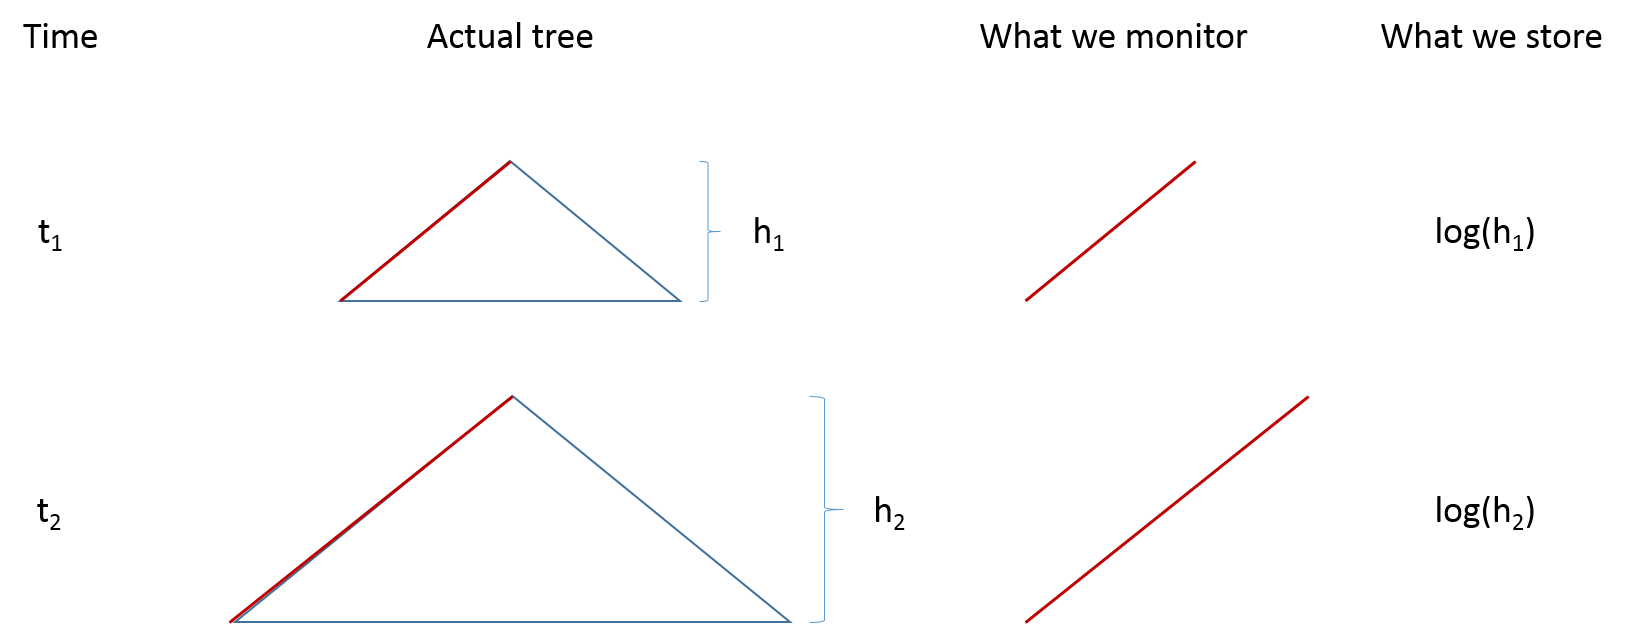 Time Actual tree What we monitor What we store
t₁ h₁ log(h₁)
t₂ h₂ log(h₂)